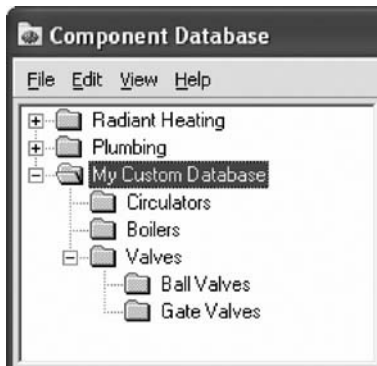 Component Database
File Edit View Help
Radiant Heating
Plumbing
My Custom Database
Circulators
Boilers
Valves
Ball Valves
Gate Valves